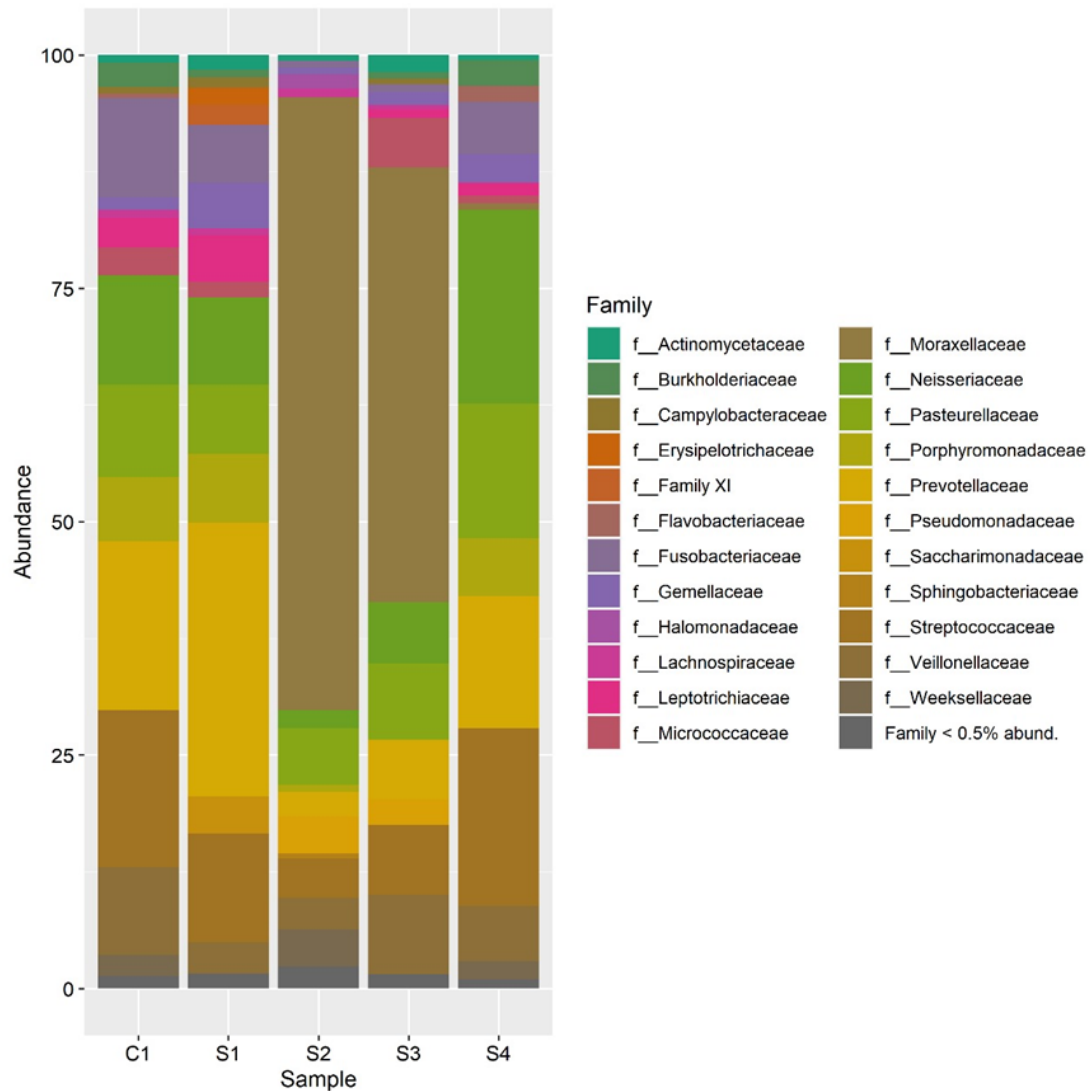 100
75
50
25
0
Abundance
C1 S1 S2 S3 S4
Sample
Family
f__Actinomycetaceae
f__Burkholderiaceae
f__Campylobacteraceae
f__Erysipelotrichaceae
f__Family XI
f__Flavobacteriaceae
f__Fusobacteriaceae
f__Gemellaceae
f__Halomonadaceae
f__Lachnospiraceae
f__Leptotrichiaceae
f__Micrococcaceae
f__Moraxellaceae
f__Neisseriaceae
f__Pasteurellaceae
f__Porphyromonadaceae
f__Prevotellaceae
f__Pseudomonadaceae
f__Saccharimonadaceae
f__Sphingobacteriaceae
f__Streptococcaceae
f__Veillonellaceae
f__Weeksellaceae
Family < 0.5% abund.